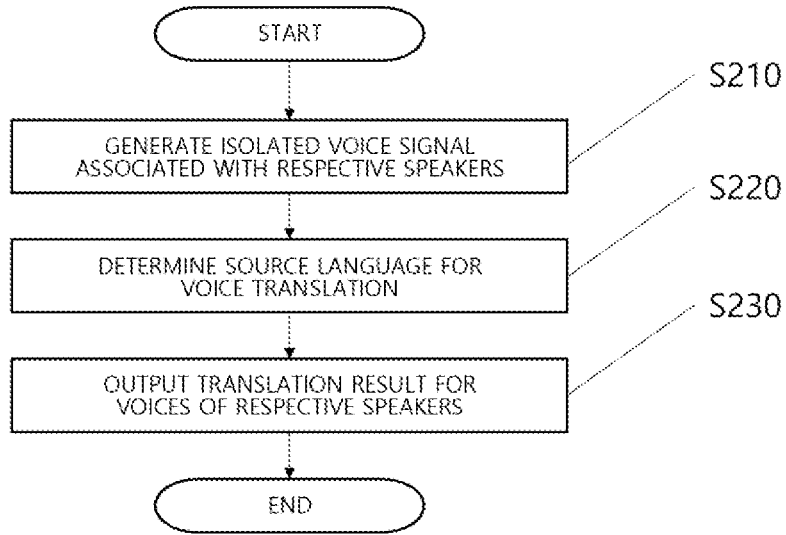 START
S210
GENERATE ISOLATED VOICE SIGNAL
ASSOCIATED WITH RESPECTIVE SPEAKERS
S220
DETERMINE SOURCE LANGUAGE FOR
VOICE TRANSLATION
S230
OUTPUT TRANSLATION RESULT FOR
VOICES OF RESPECTIVE SPEAKERS
END